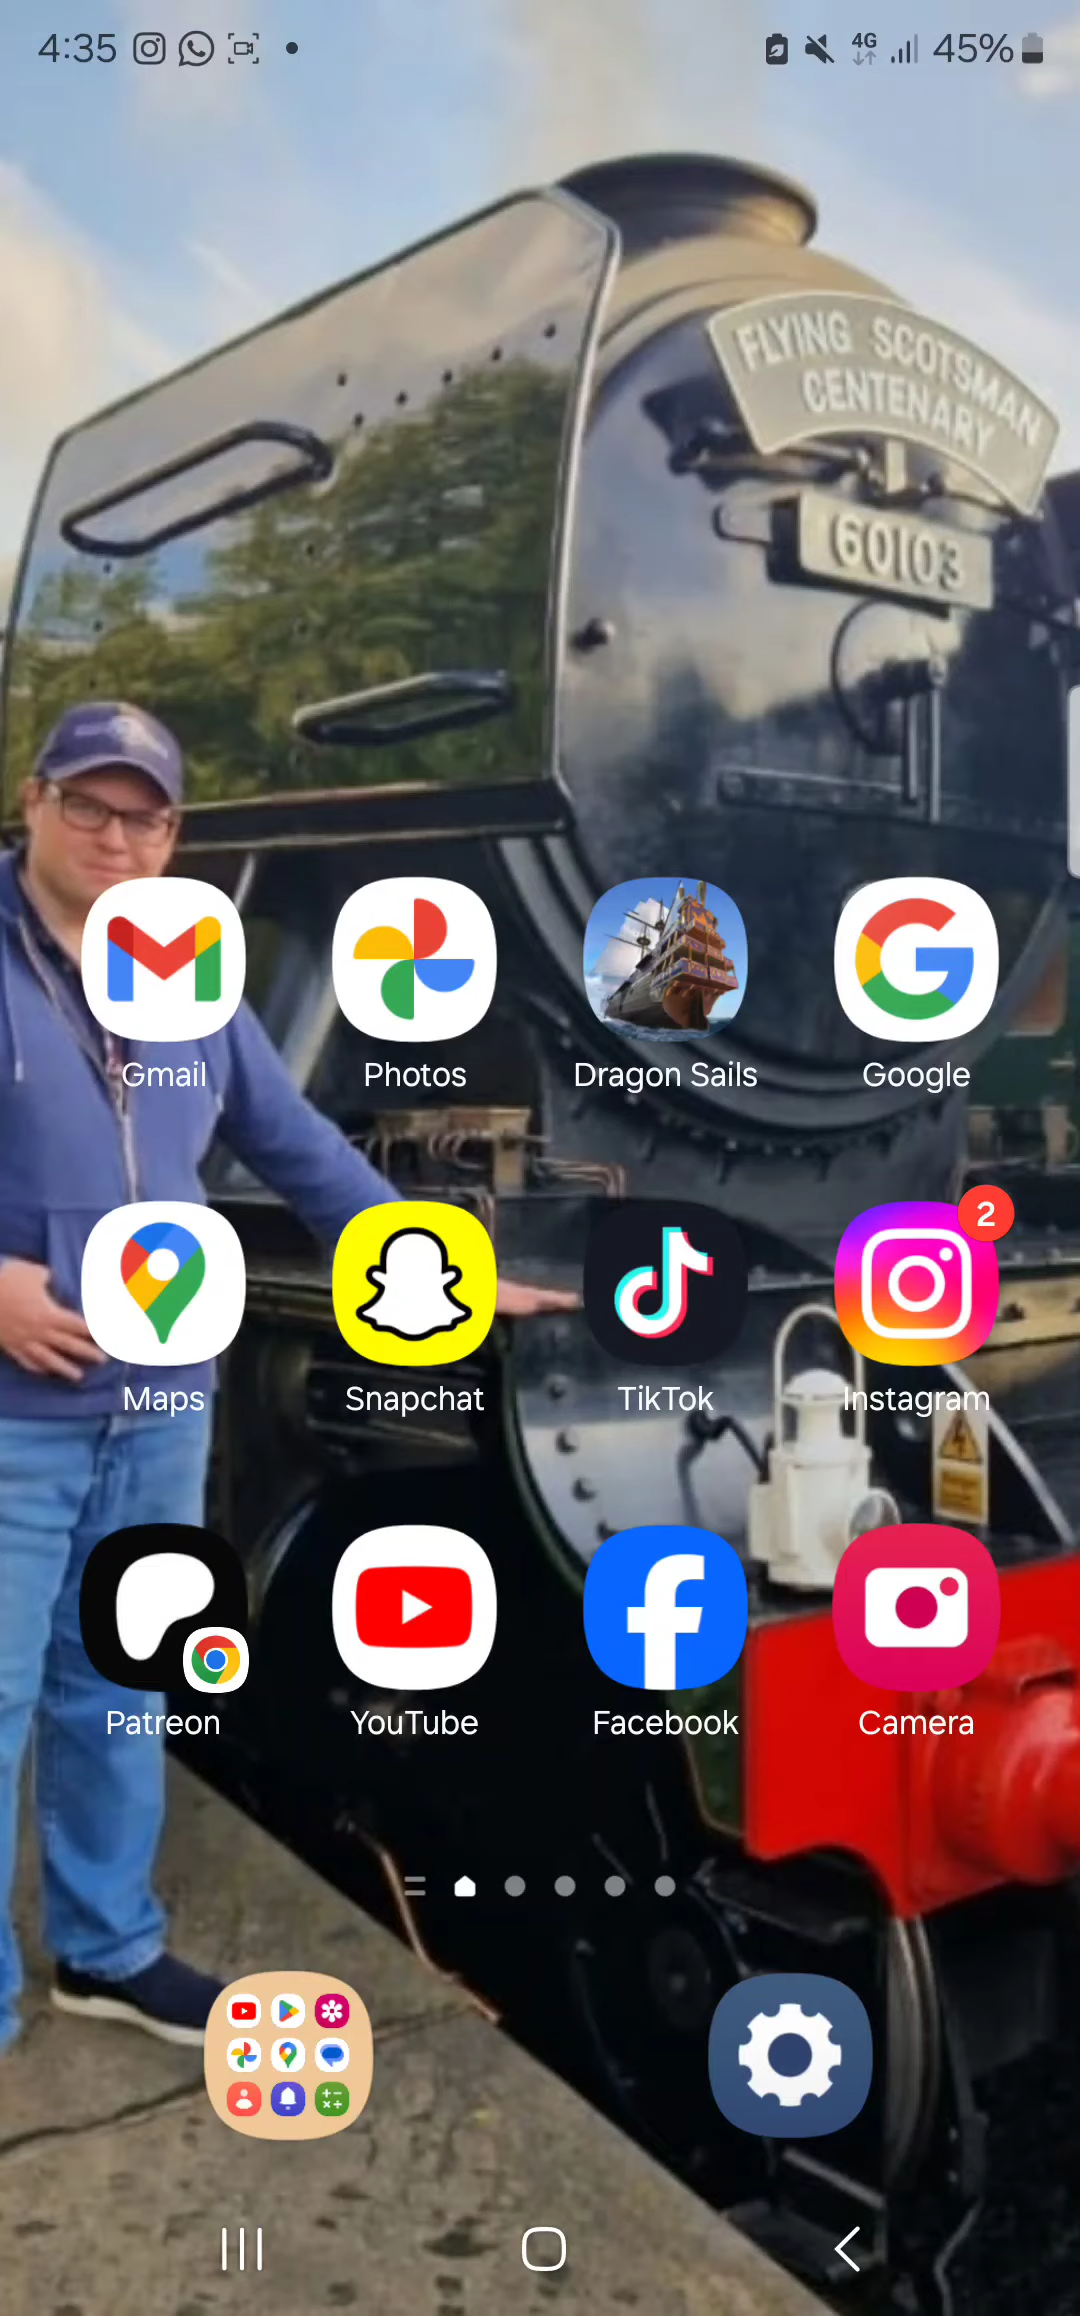 4:35
4G
45%
FLYING SCOTSMAN
CENTENARY
60103
Gmail
Photos
Dragon Sails
Google
Maps
Snapchat
TikTok
2
Instagram
Patreon
YouTube
Facebook
Camera